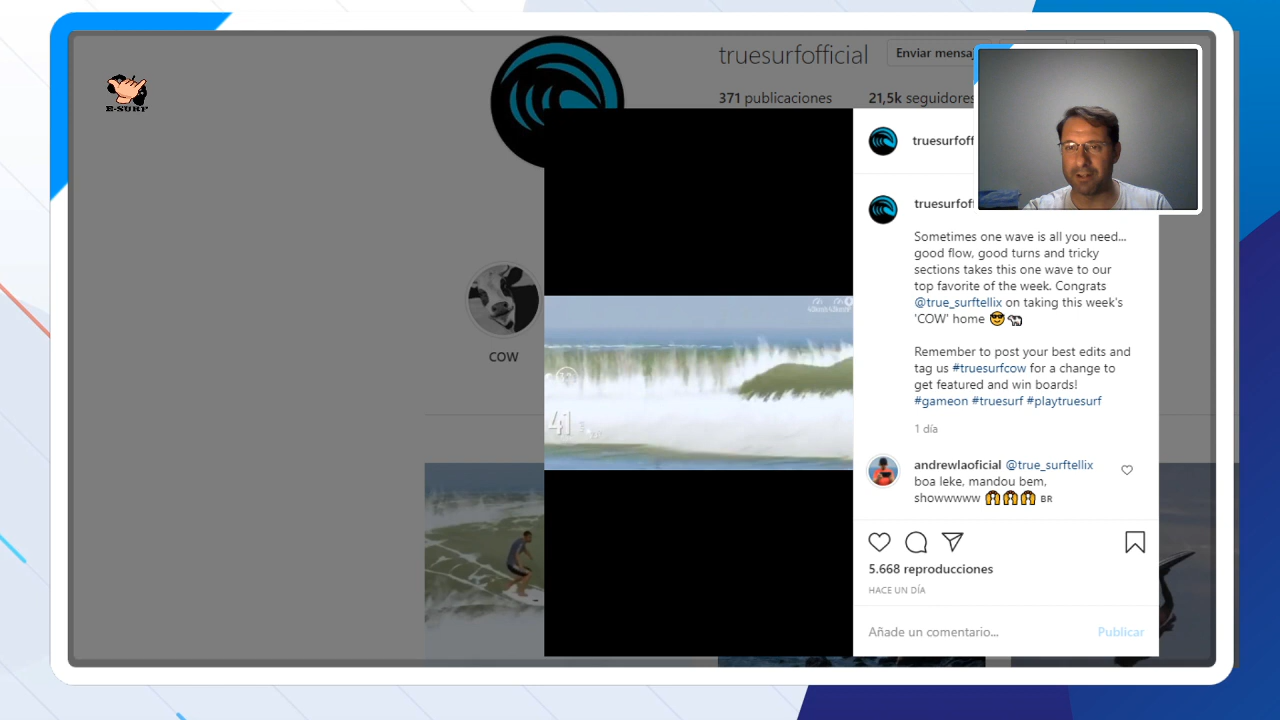 E-SURF
truesurfofficial
Enviar mensaj
371 publicaciones
21,5k seguidores
COW
truesurfof
truesurfof
Sometimes one wave is all you need...
good flow, good turns and tricky
sections takes this one wave to our
top favorite of the week. Congrats
@true_surftellix on taking this week's
'COW' home 😎🐄
Remember to post your best edits and
tag us #truesurfcow for a change to
get featured and win boards!
#gameon #truesurf #playtruesurf
1 día
andrewlaoficial @true_surftellix
boa leke, mandou bem,
showwwww 🙌🙌🙌 BR
5.668 reproducciones
HACE UN DÍA
Añade un comentario...
Publicar
41